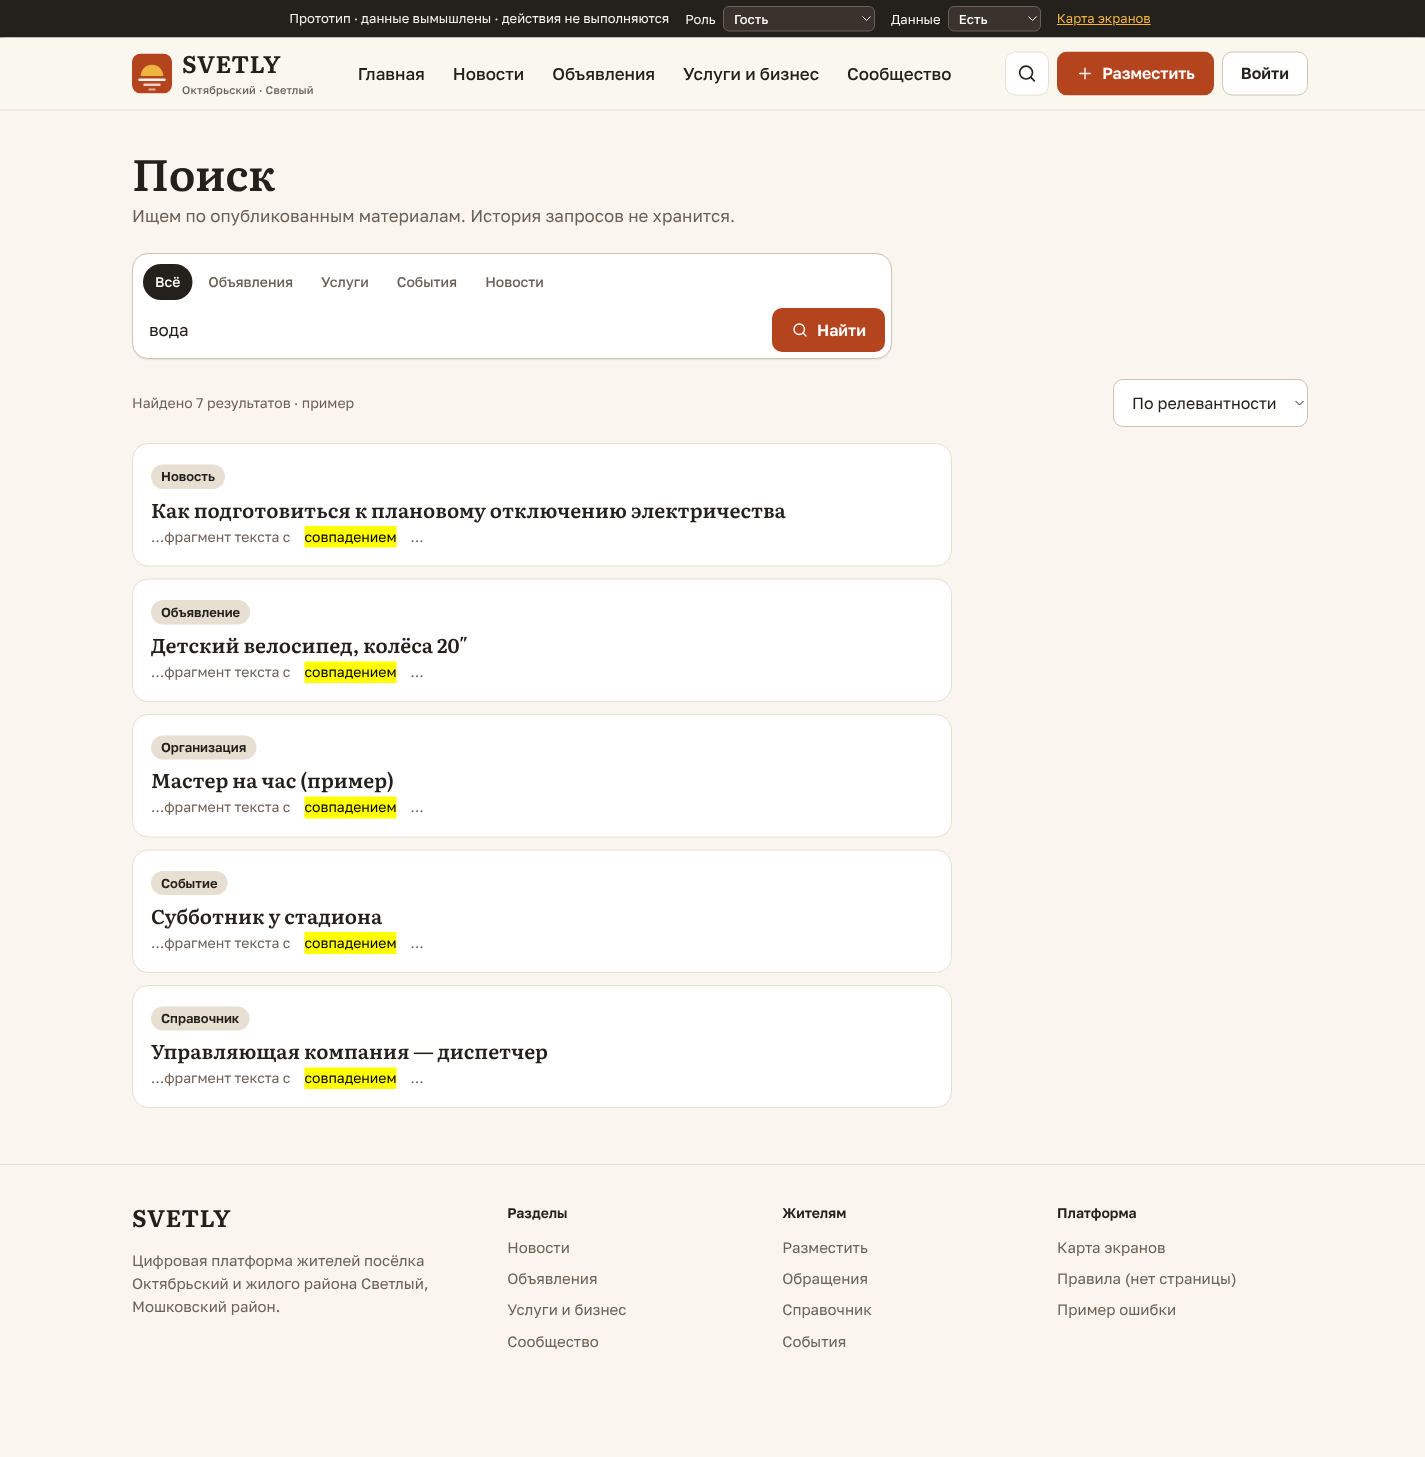 Прототип · данные вымышлены · действия не выполняются Роль Гость Данные Есть Карта экранов
SVETLY
Октябрьский · Светлый
Главная Новости Объявления Услуги и бизнес Сообщество
Разместить Войти
Поиск
Ищем по опубликованным материалам. История запросов не хранится.
Всё Объявления Услуги События Новости
вода
Найти
Найдено 7 результатов · пример
По релевантности
Новость
Как подготовиться к плановому отключению электричества
…фрагмент текста с совпадением …
Объявление
Детский велосипед, колёса 20″
…фрагмент текста с совпадением …
Организация
Мастер на час (пример)
…фрагмент текста с совпадением …
Событие
Субботник у стадиона
…фрагмент текста с совпадением …
Справочник
Управляющая компания — диспетчер
…фрагмент текста с совпадением …
SVETLY
Цифровая платформа жителей посёлка
Октябрьский и жилого района Светлый,
Мошковский район.
Разделы
Новости
Объявления
Услуги и бизнес
Сообщество
Жителям
Разместить
Обращения
Справочник
События
Платформа
Карта экранов
Правила (нет страницы)
Пример ошибки